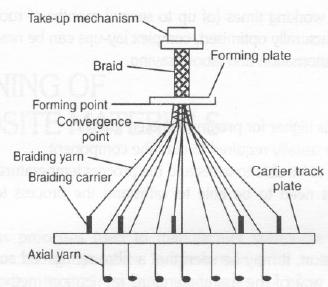 Take-up mechanism
Braid
Forming plate
Forming point
Convergence
point
Braiding yarn
Braiding carrier
Carrier track
plate
Axial yarn